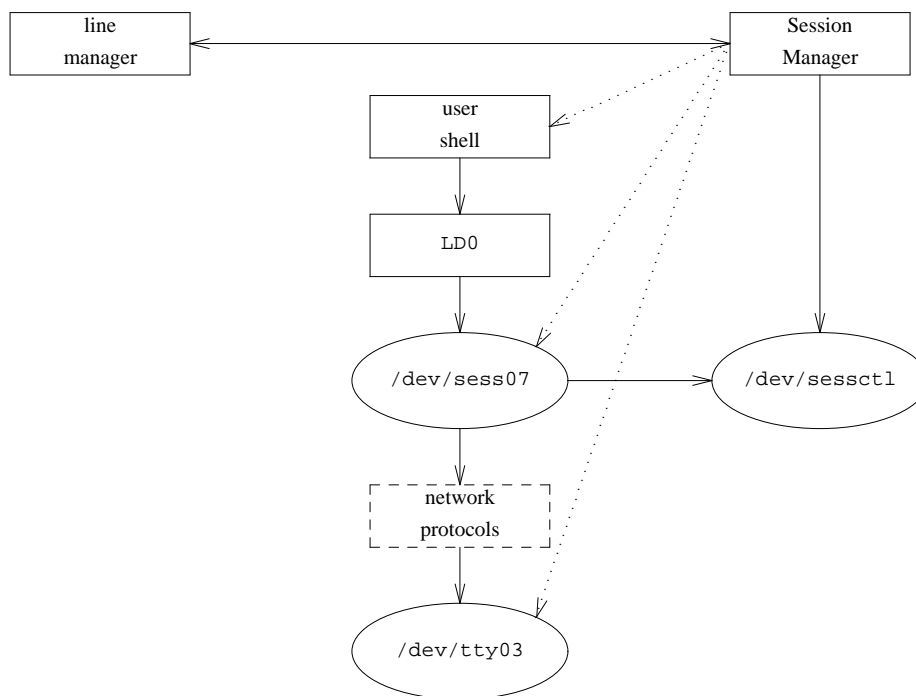 line
manager
Session
Manager
user
shell
LD0
/dev/sess07
/dev/sessctl
network
protocols
/dev/tty03